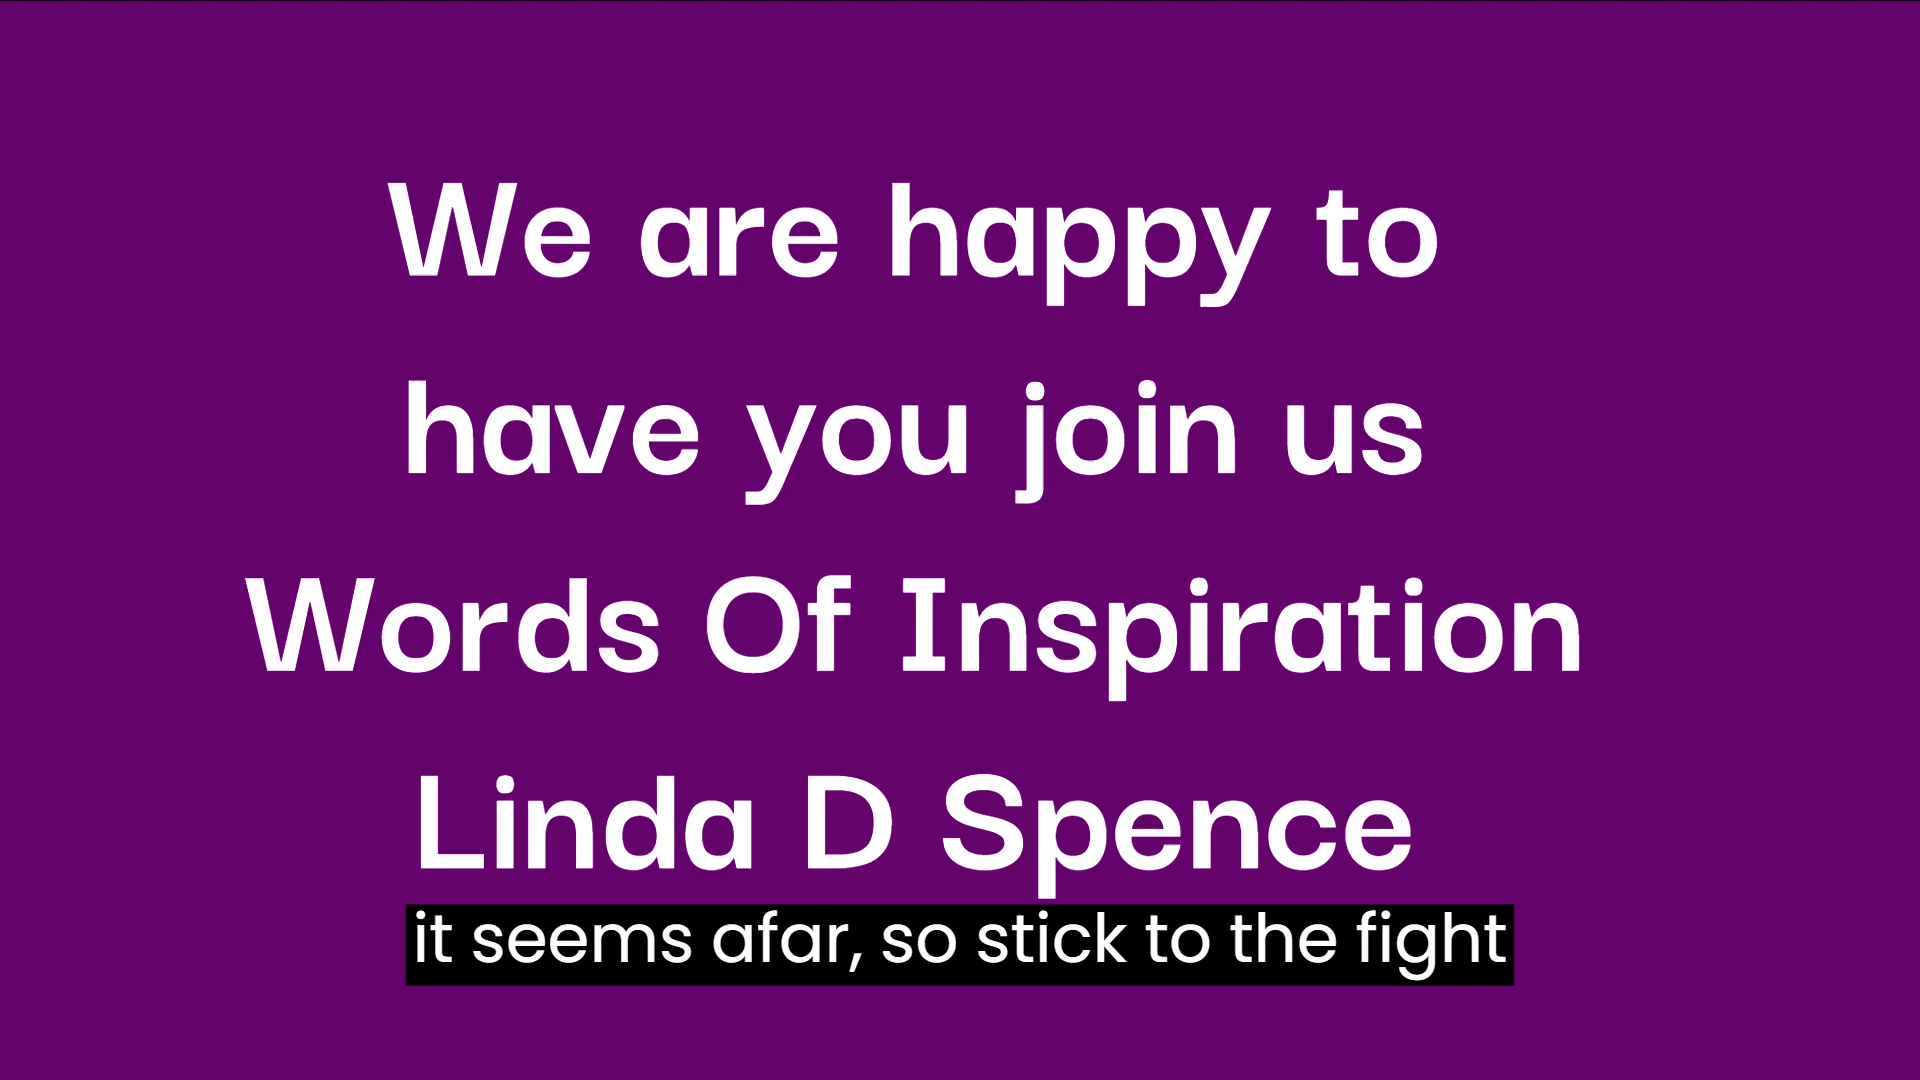 We are happy to
have you join us
Words Of Inspiration
Linda D Spence
it seems afar, so stick to the fight